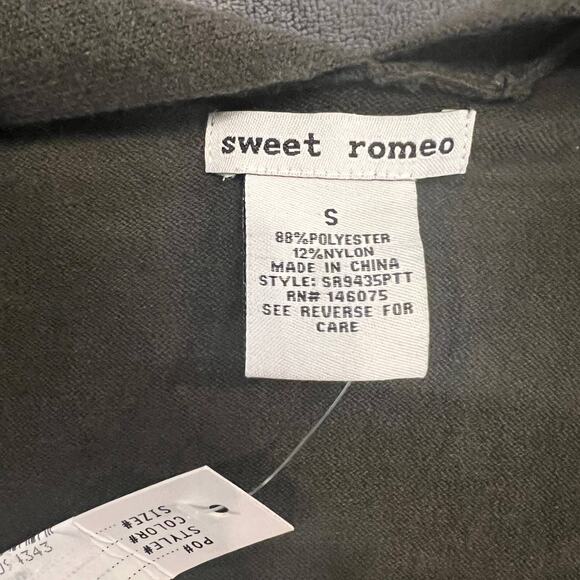 sweet romeo
S
88%POLYESTER
12%NYLON
MADE IN CHINA
STYLE: SR9435PTT
RN# 146075
SEE REVERSE FOR
CARE
PO#
STYLE#
COLOR#
SIZE#